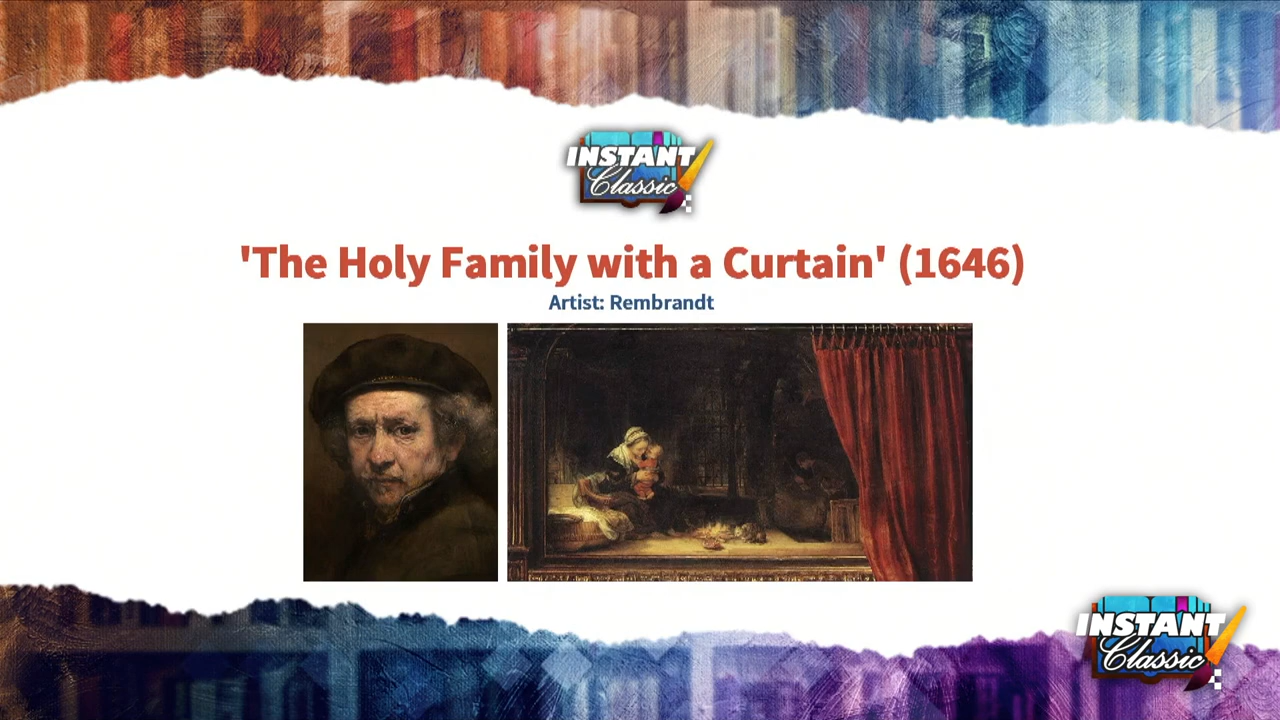 INSTANT
Classic
'The Holy Family with a Curtain' (1646)
Artist: Rembrandt
INSTANT
Classic